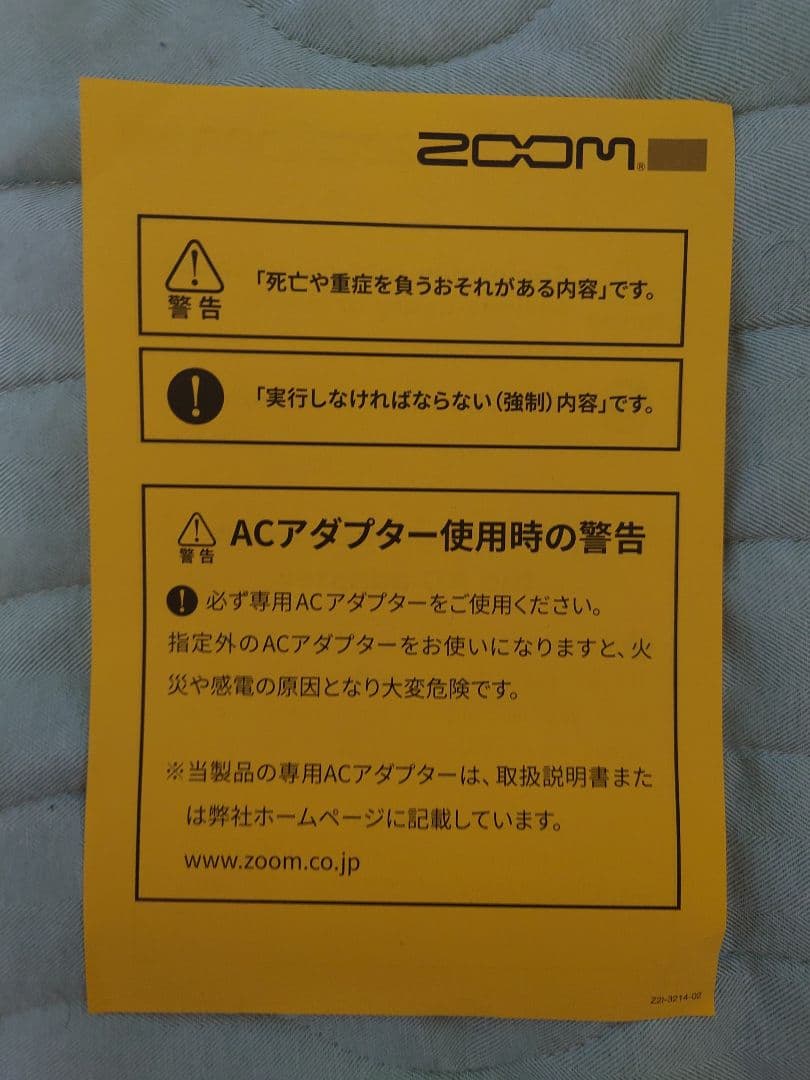 ZOOM®
警告
「死亡や重症を負うおそれがある内容」です。
「実行しなければならない（強制）内容」です。
警告
ACアダプター使用時の警告
必ず専用ACアダプターをご使用ください。
指定外のACアダプターをお使いになりますと、火
災や感電の原因となり大変危険です。
※当製品の専用ACアダプターは、取扱説明書また
は弊社ホームページに記載しています。
www.zoom.co.jp
Z2I-3214-02